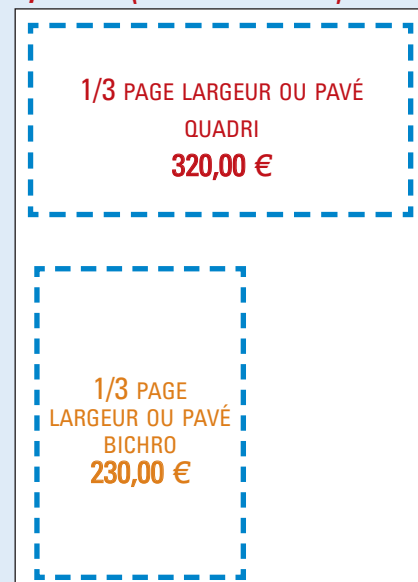 1/3 PAGE LARGEUR OU PAVÉ
QUADRI
320,00 €
1/3 PAGE
LARGEUR OU PAVÉ
BICHRO
230,00 €